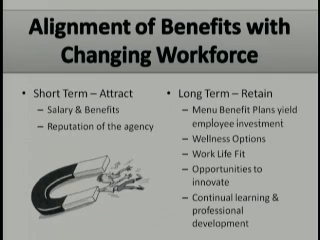 Alignment of Benefits with
Changing Workforce
• Short Term – Attract
– Salary & Benefits
– Reputation of the agency
• Long Term – Retain
– Menu Benefit Plans yield
employee investment
– Wellness Options
– Work Life Fit
– Opportunities to
innovate
– Continual learning &
professional
development